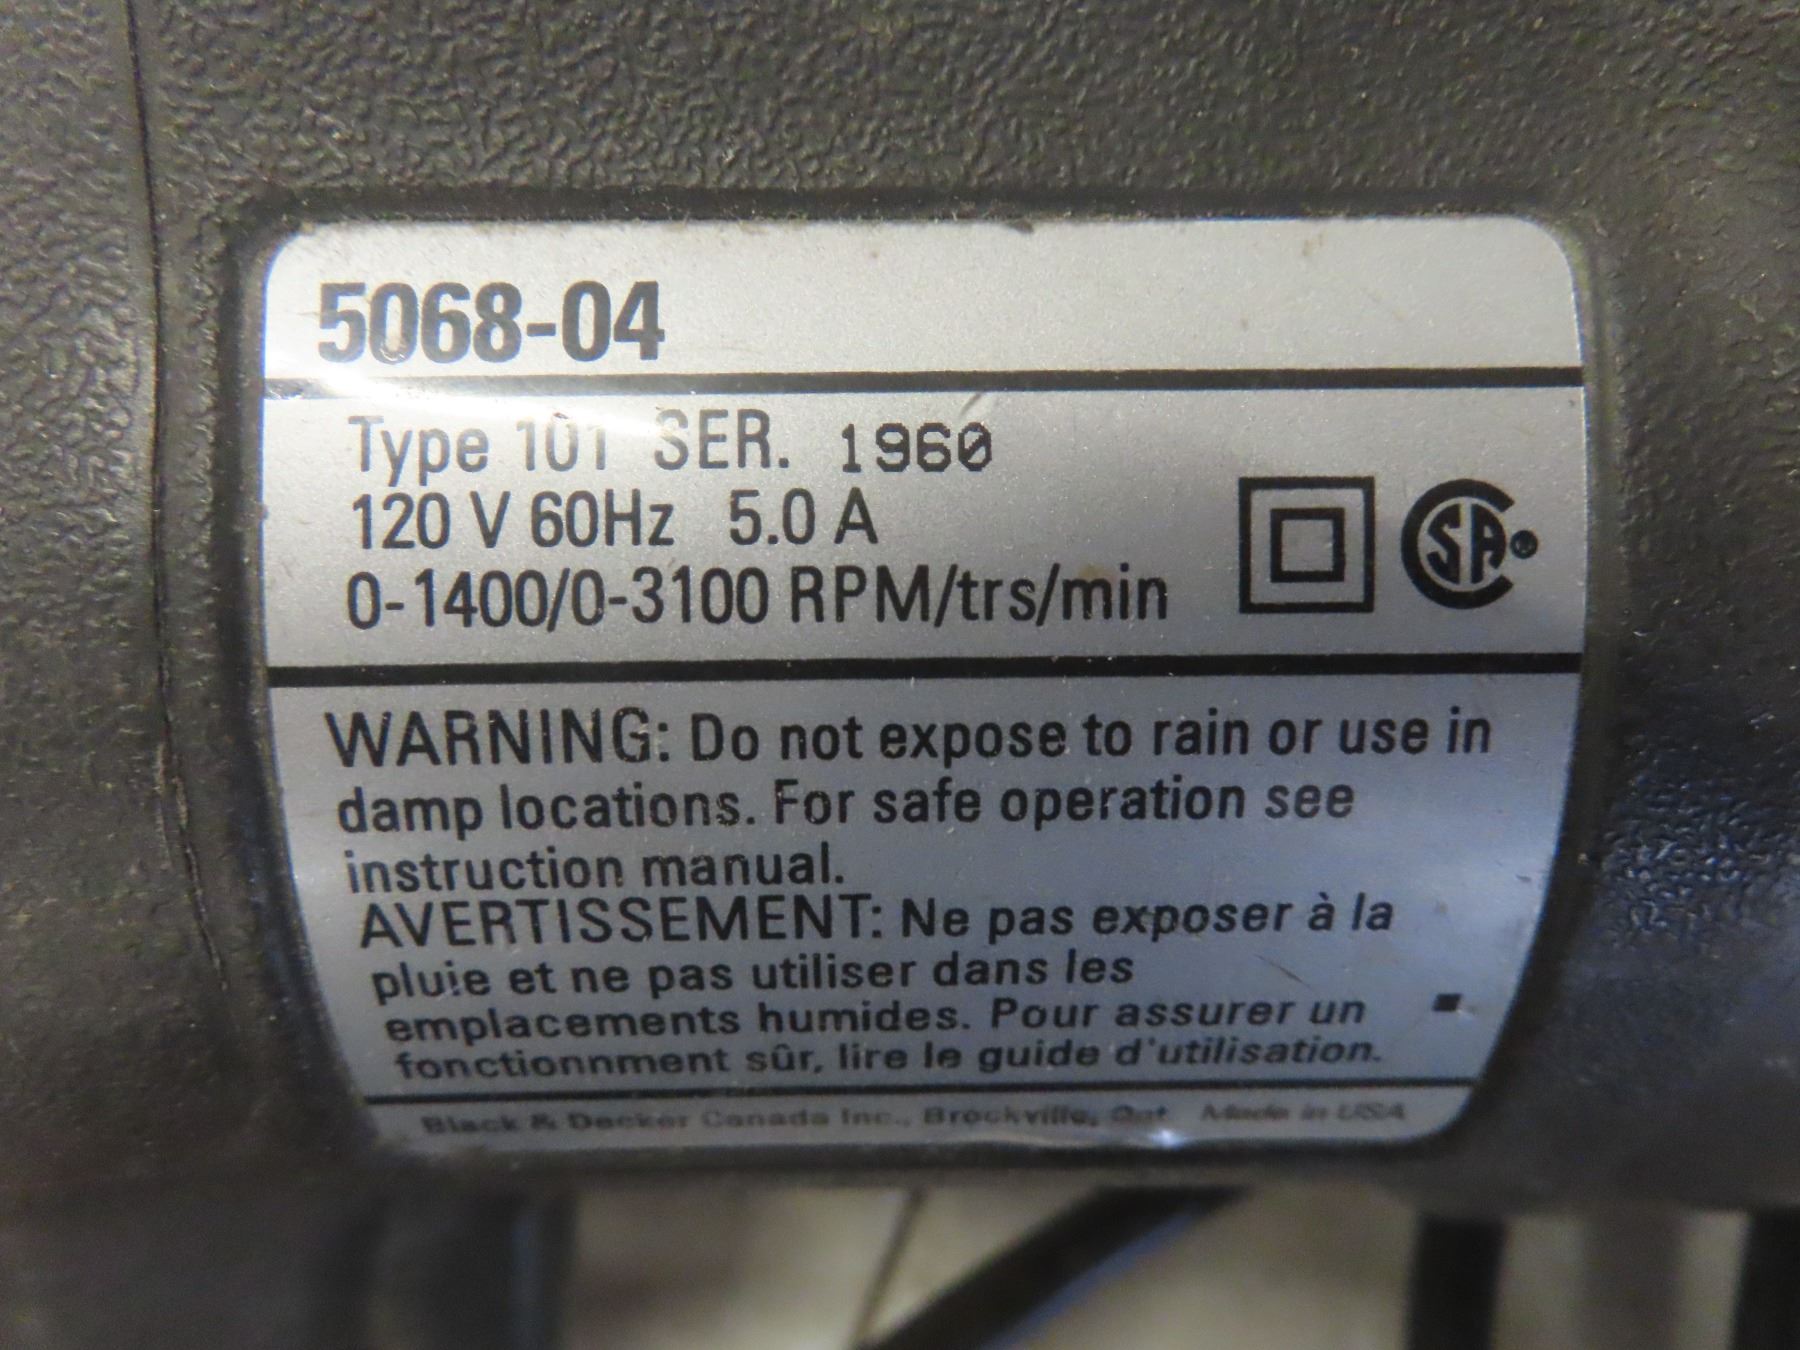 5068-04
Type 101 SER. 1960
120 V 60Hz 5.0 A
0-1400/0-3100 RPM/trs/min
SA®
WARNING: Do not expose to rain or use in
damp locations. For safe operation see
instruction manual.
AVERTISSEMENT: Ne pas exposer à la
pluie et ne pas utiliser dans les
emplacements humides. Pour assurer un
fonctionnment sûr, lire le guide d'utilisation.
Black & Decker Canada Inc., Brockville, Ont Made in USA